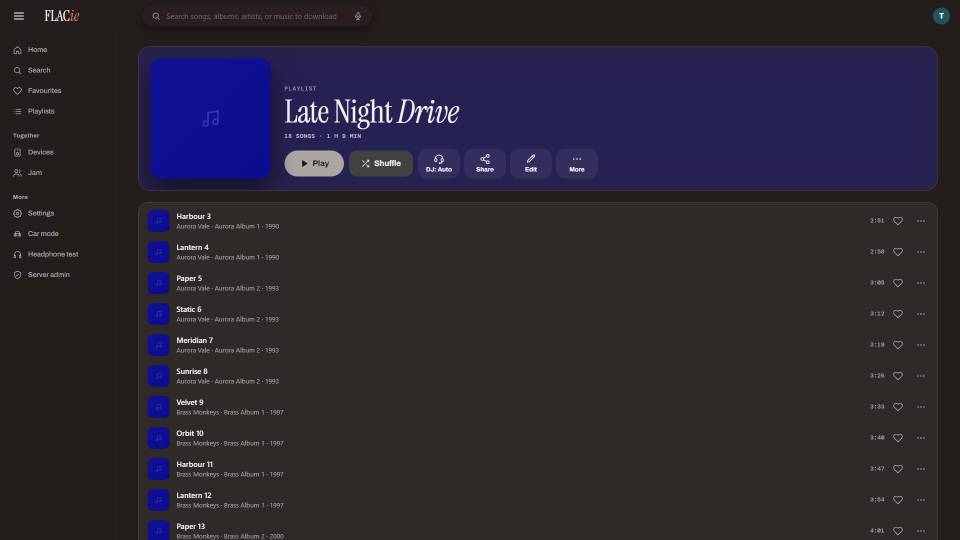 FLACie
Search songs, albums, artists, or music to download
T
Home
Search
Favourites
Playlists
Together
Devices
Jam
More
Settings
Car mode
Headphone test
Server admin
PLAYLIST
Late Night Drive
18 SONGS · 1 H 9 MIN
Play
Shuffle
DJ: Auto
Share
Edit
More
Harbour 3
Aurora Vale · Aurora Album 1 · 1990
2:51
Lantern 4
Aurora Vale · Aurora Album 1 · 1990
2:58
Paper 5
Aurora Vale · Aurora Album 2 · 1993
3:05
Static 6
Aurora Vale · Aurora Album 2 · 1993
3:12
Meridian 7
Aurora Vale · Aurora Album 2 · 1993
3:19
Sunrise 8
Aurora Vale · Aurora Album 2 · 1993
3:26
Velvet 9
Brass Monkeys · Brass Album 1 · 1997
3:33
Orbit 10
Brass Monkeys · Brass Album 1 · 1997
3:40
Harbour 11
Brass Monkeys · Brass Album 1 · 1997
3:47
Lantern 12
Brass Monkeys · Brass Album 1 · 1997
3:54
Paper 13
Brass Monkeys · Brass Album 2 · 2000
4:01